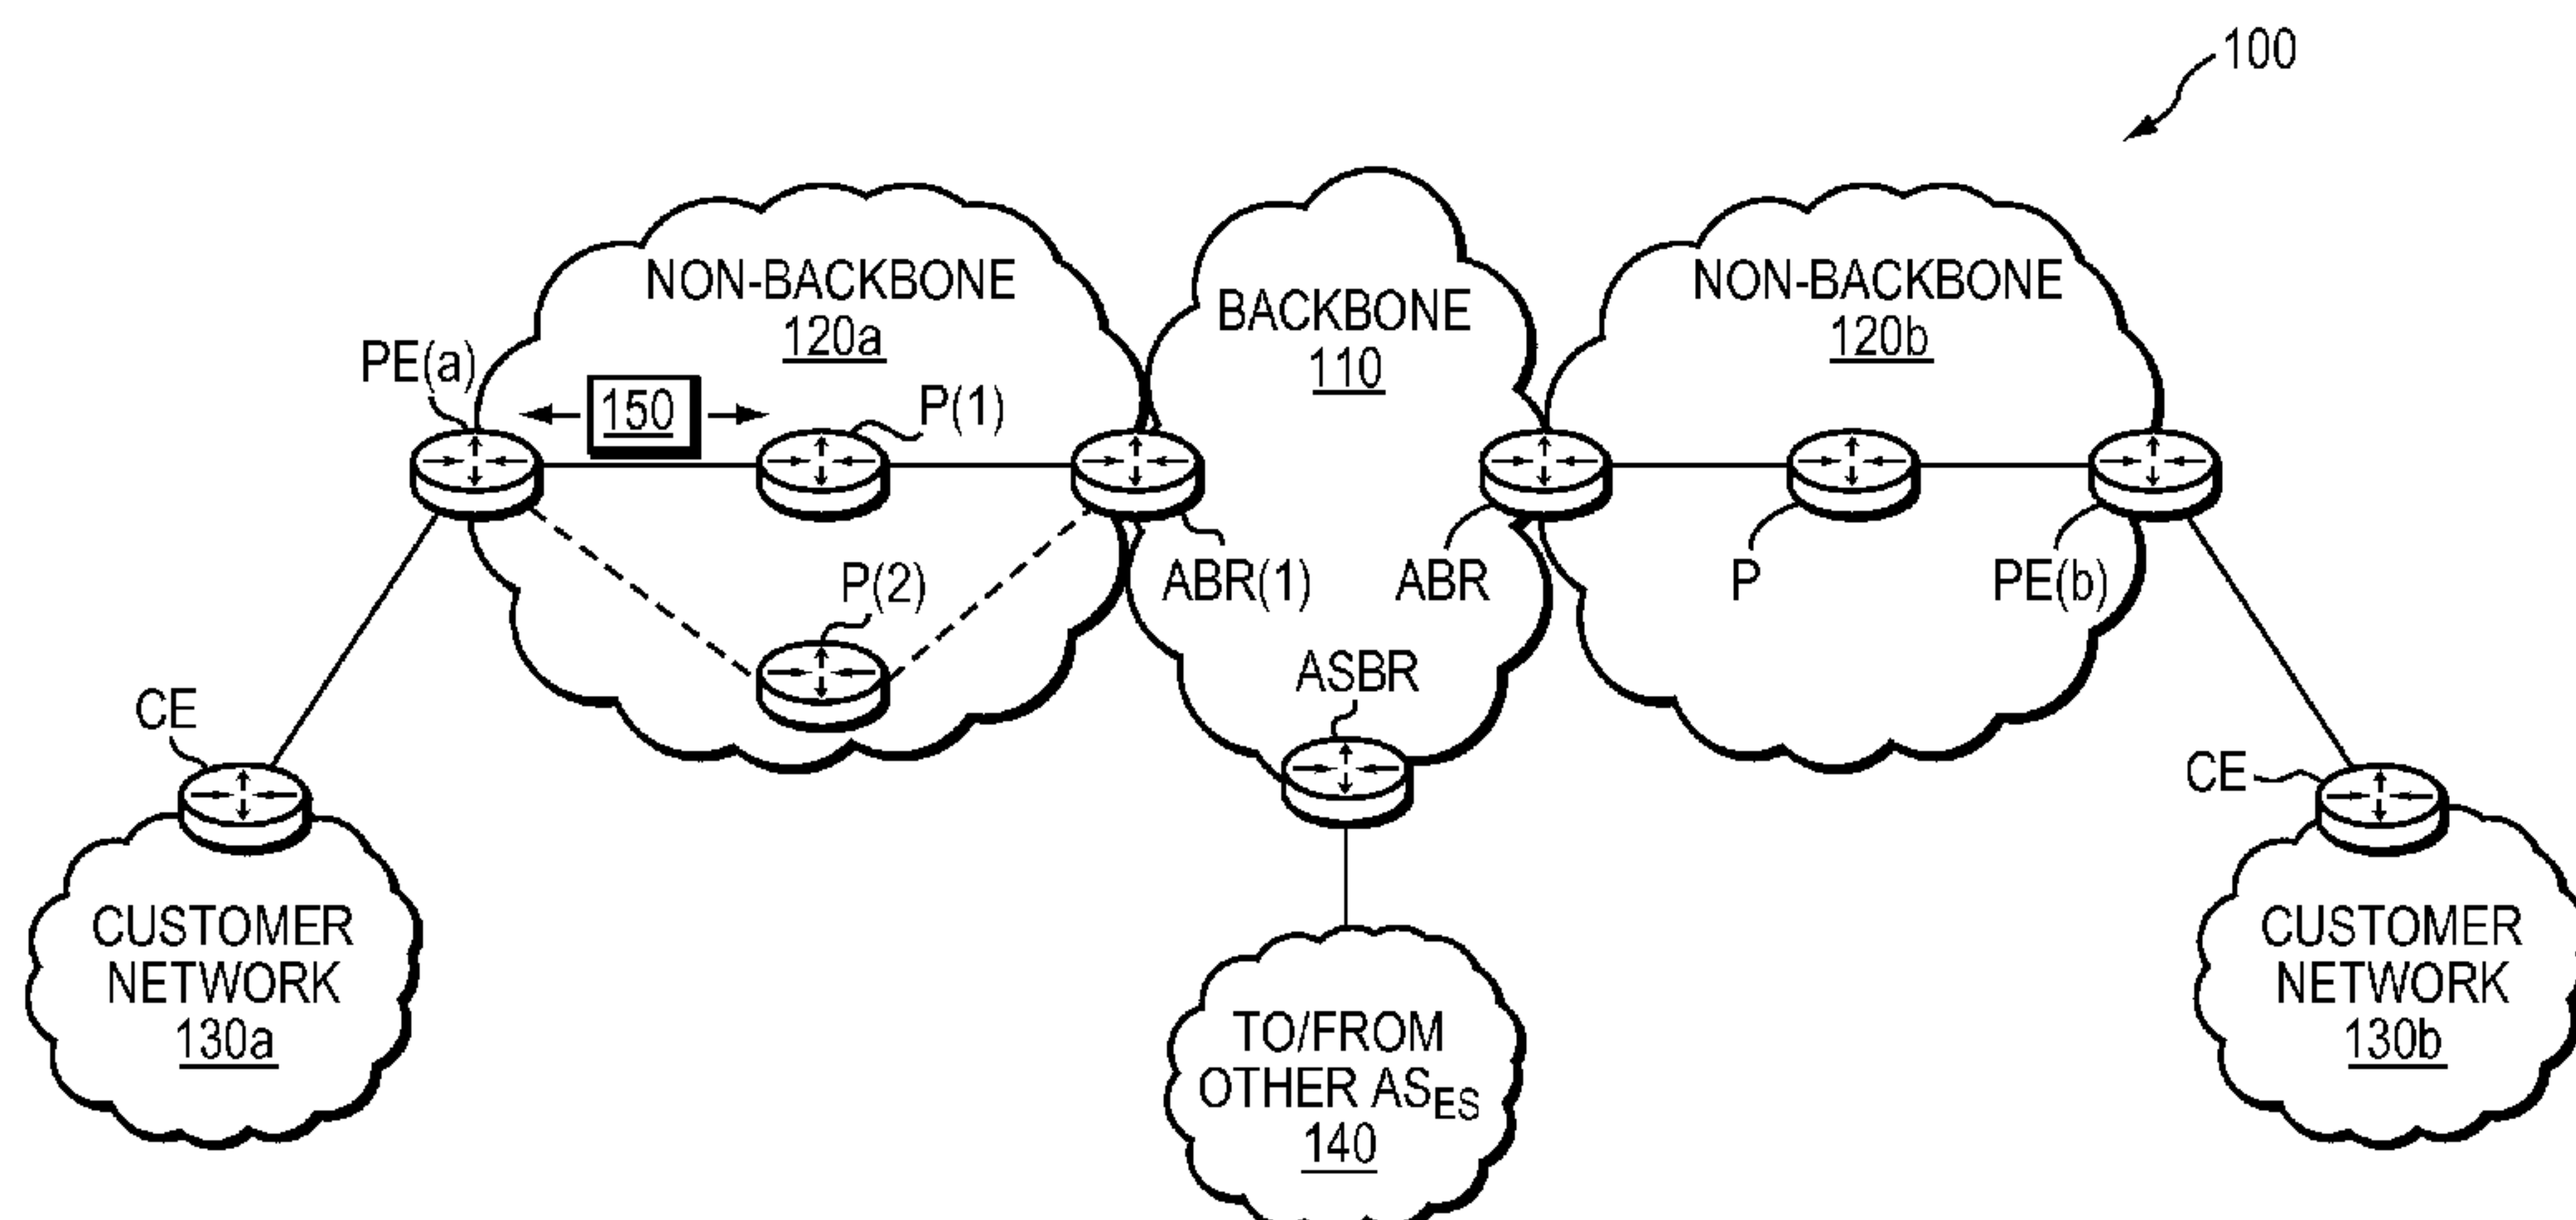 100
NON-BACKBONE
120a
BACKBONE
110
NON-BACKBONE
120b
PE(a)
150
P(1)
P(2)
ABR(1)
ABR
P
PE(b)
ASBR
CE
CE
CUSTOMER
NETWORK
130a
TO/FROM
OTHER ASES
140
CUSTOMER
NETWORK
130b